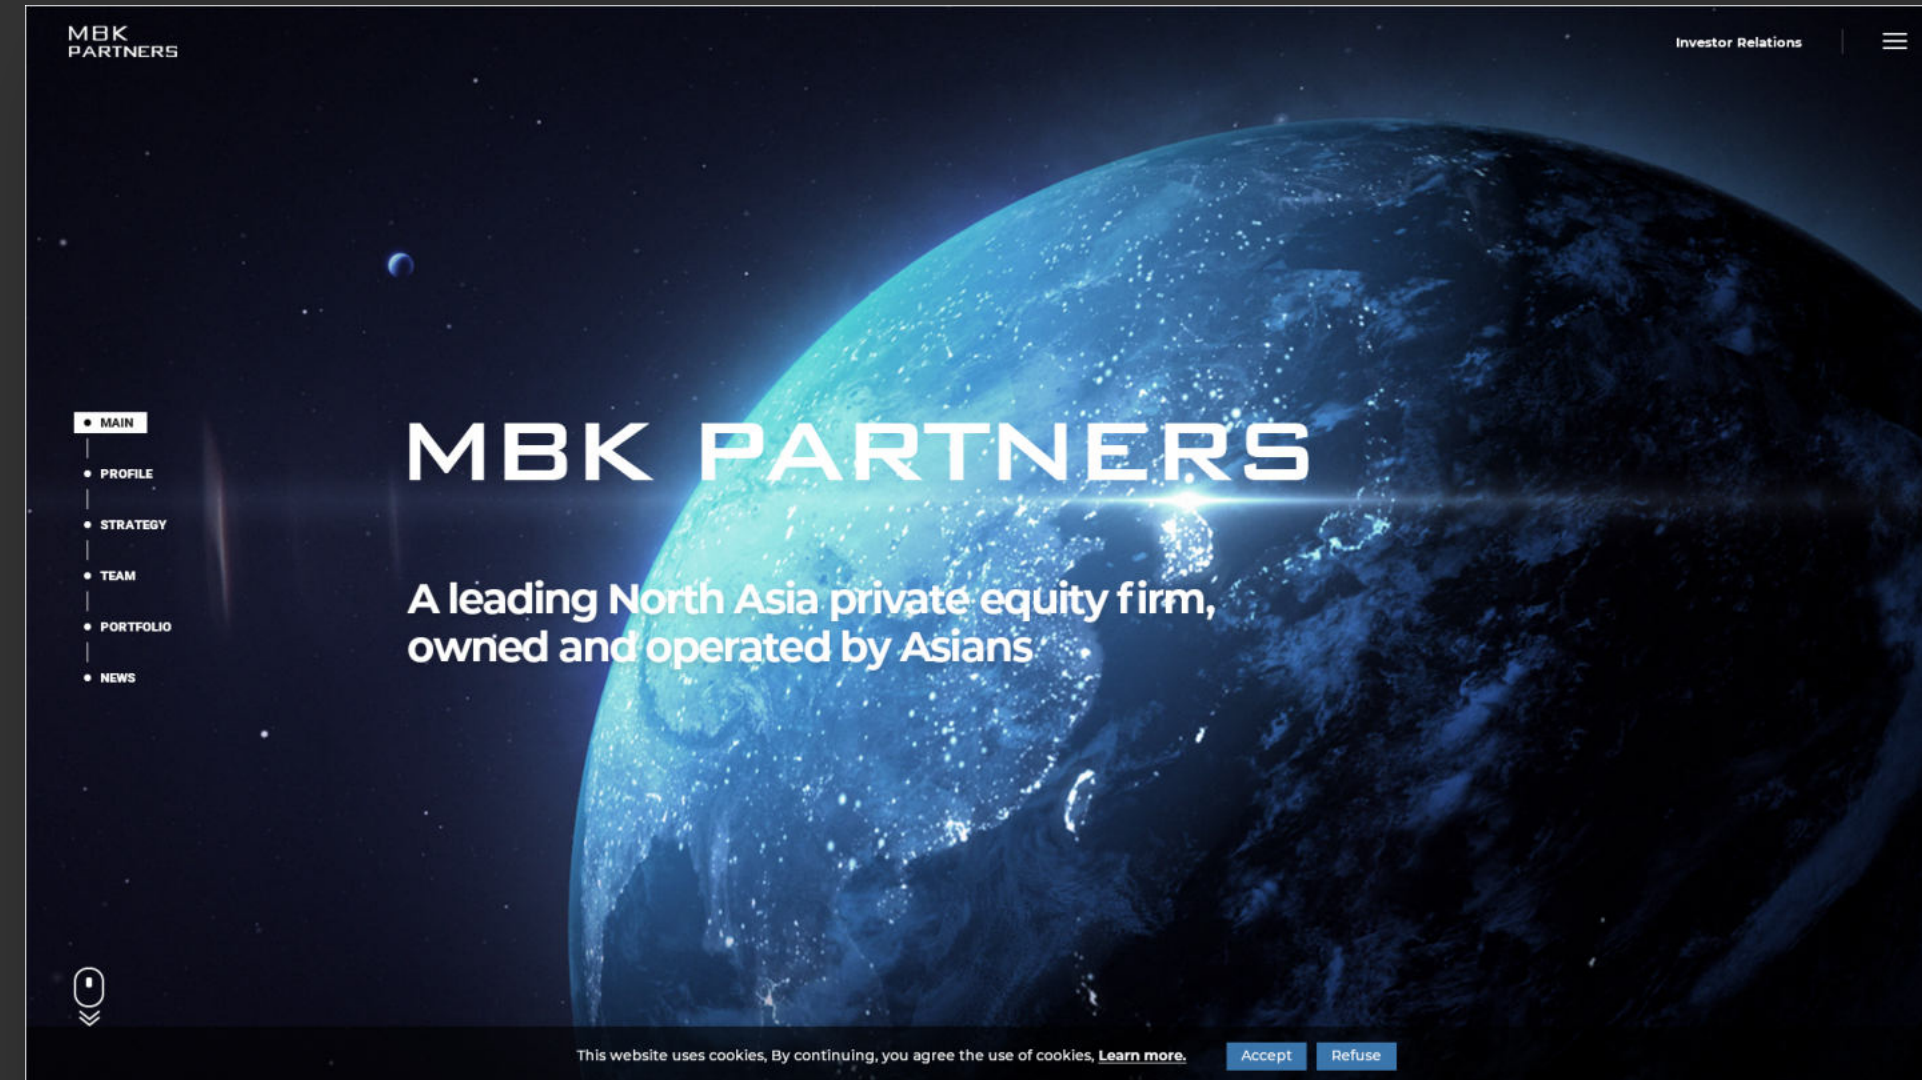 MBK
PARTNERS
Investor Relations
MAIN
PROFILE
STRATEGY
TEAM
PORTFOLIO
NEWS
MBK PARTNERS
A leading North Asia private equity firm,
owned and operated by Asians
This website uses cookies, By continuing, you agree the use of cookies, Learn more.
Accept
Refuse